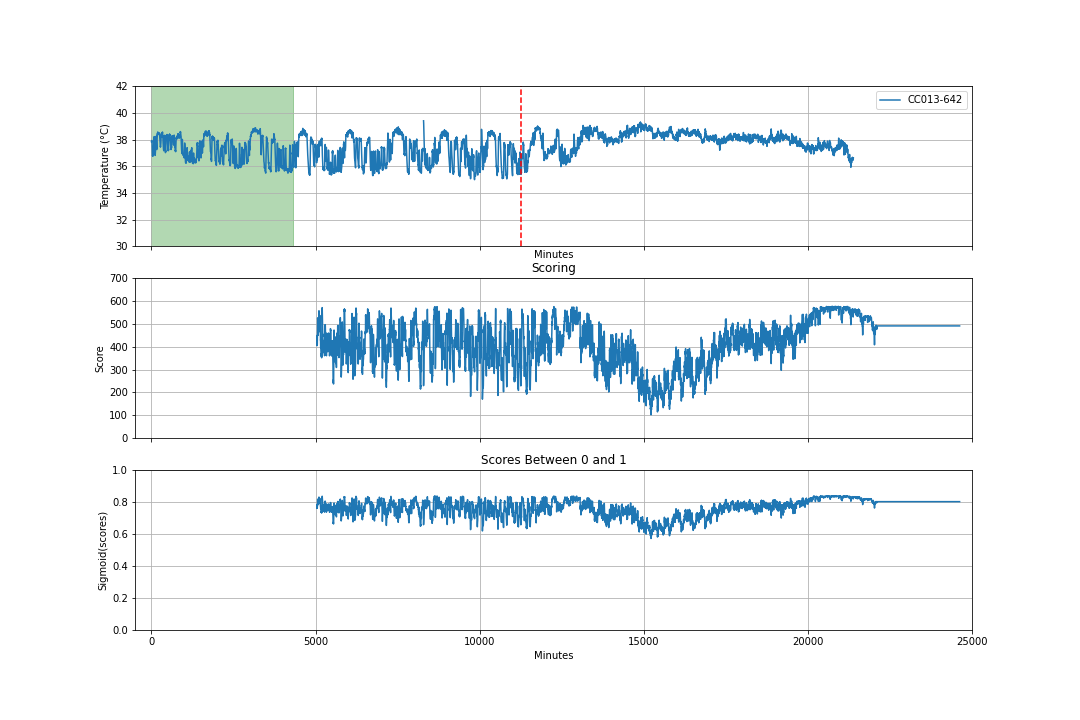 42
40
38
36
34
32
30
Temperature (°C)
CC013-642
Minutes
Scoring
700
600
500
400
300
200
100
0
Score
Scores Between 0 and 1
1.0
0.8
0.6
0.4
0.2
0.0
Sigmoid(scores)
0 5000 10000 15000 20000 25000
Minutes